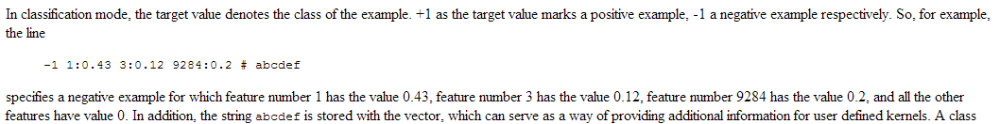 In classification mode, the target value denotes the class of the example. +1 as the target value marks a positive example, -1 a negative example respectively. So, for example,
the line
-1 1:0.43 3:0.12 9284:0.2 # abcdef
specifies a negative example for which feature number 1 has the value 0.43, feature number 3 has the value 0.12, feature number 9284 has the value 0.2, and all the other
features have value 0. In addition, the string abcdef is stored with the vector, which can serve as a way of providing additional information for user defined kernels. A class